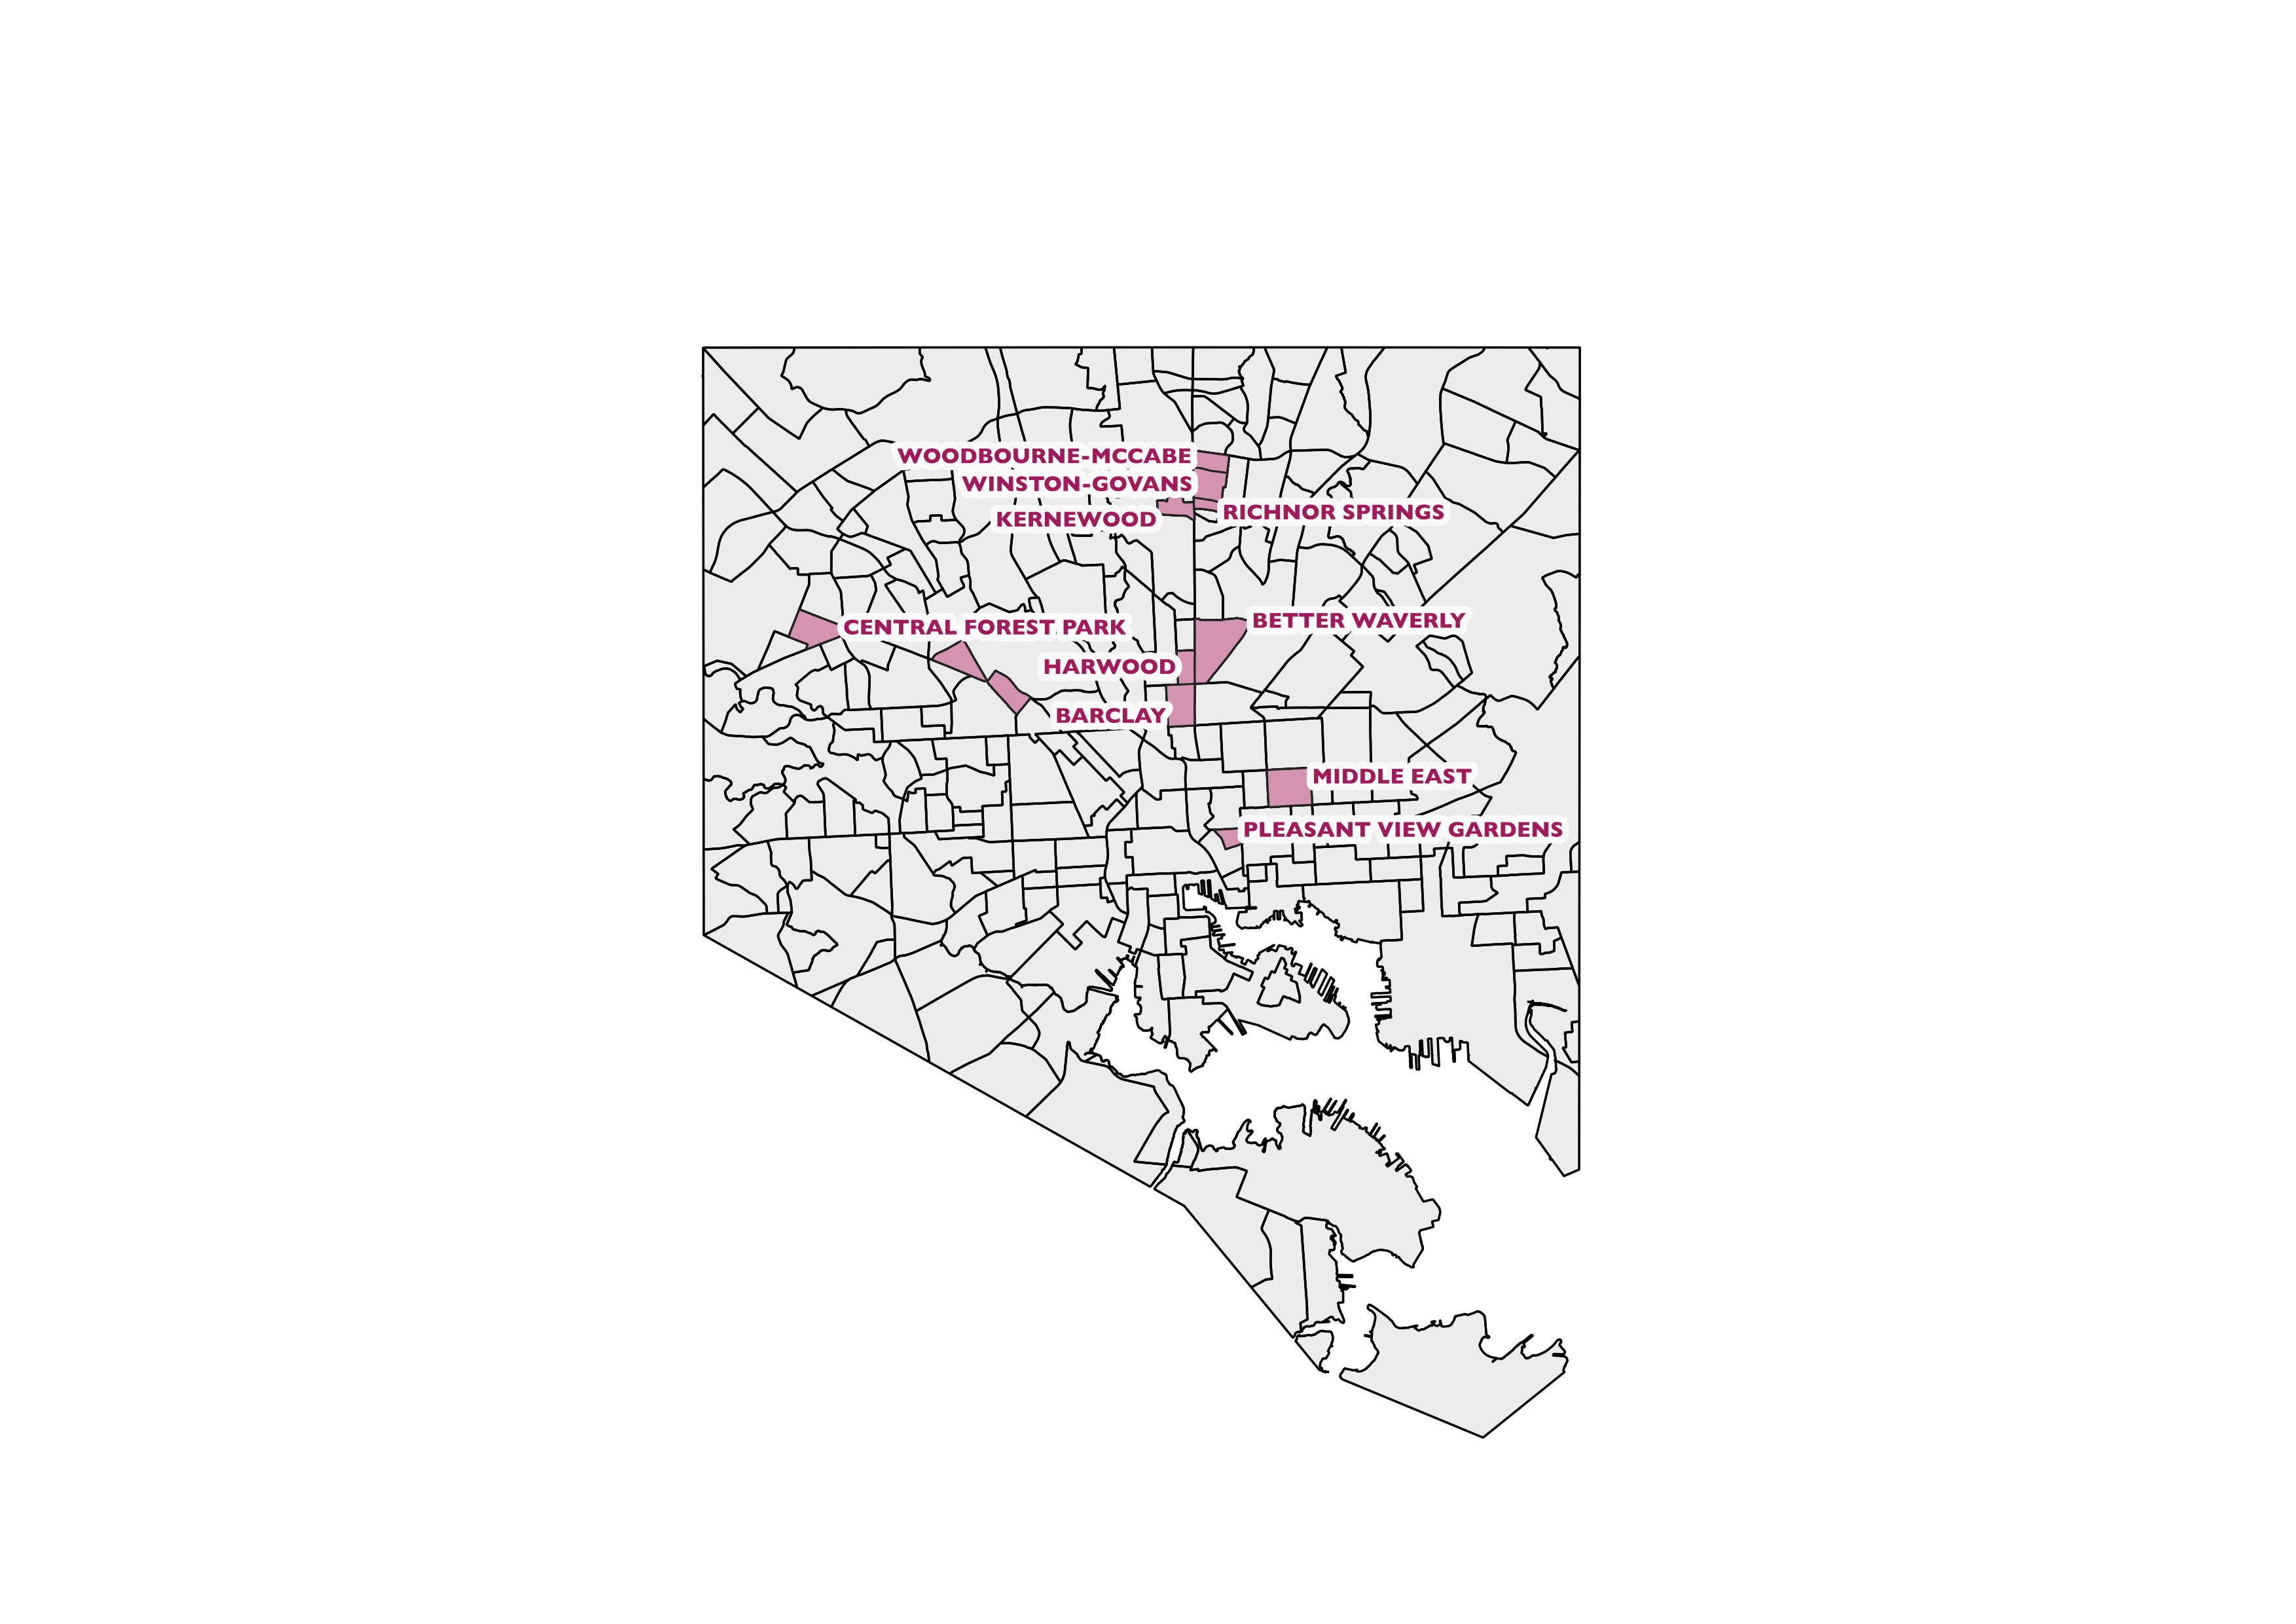 WOODBOURNE-MCCABE
WINSTON-GOVANS
KERNEWOOD
RICHNOR SPRINGS
CENTRAL FOREST PARK
BETTER WAVERLY
HARWOOD
BARCLAY
MIDDLE EAST
PLEASANT VIEW GARDENS